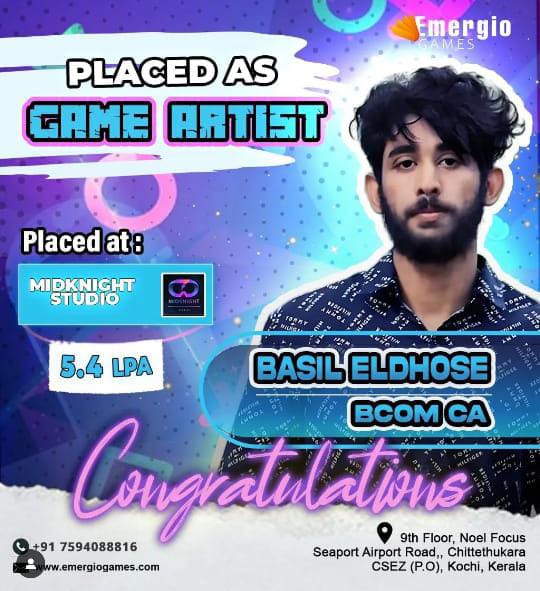 Emergio
GAMES
PLACED AS
GAME ARTIST
Placed at :
MIDKNIGHT
STUDIO
MIDKNIGHT
5.4 LPA
BASIL ELDHOSE
BCOM CA
Congratulations
+91 7594088816
www.emergiogames.com
9th Floor, Noel Focus
Seaport Airport Road,, Chittethukara
CSEZ (P.O), Kochi, Kerala